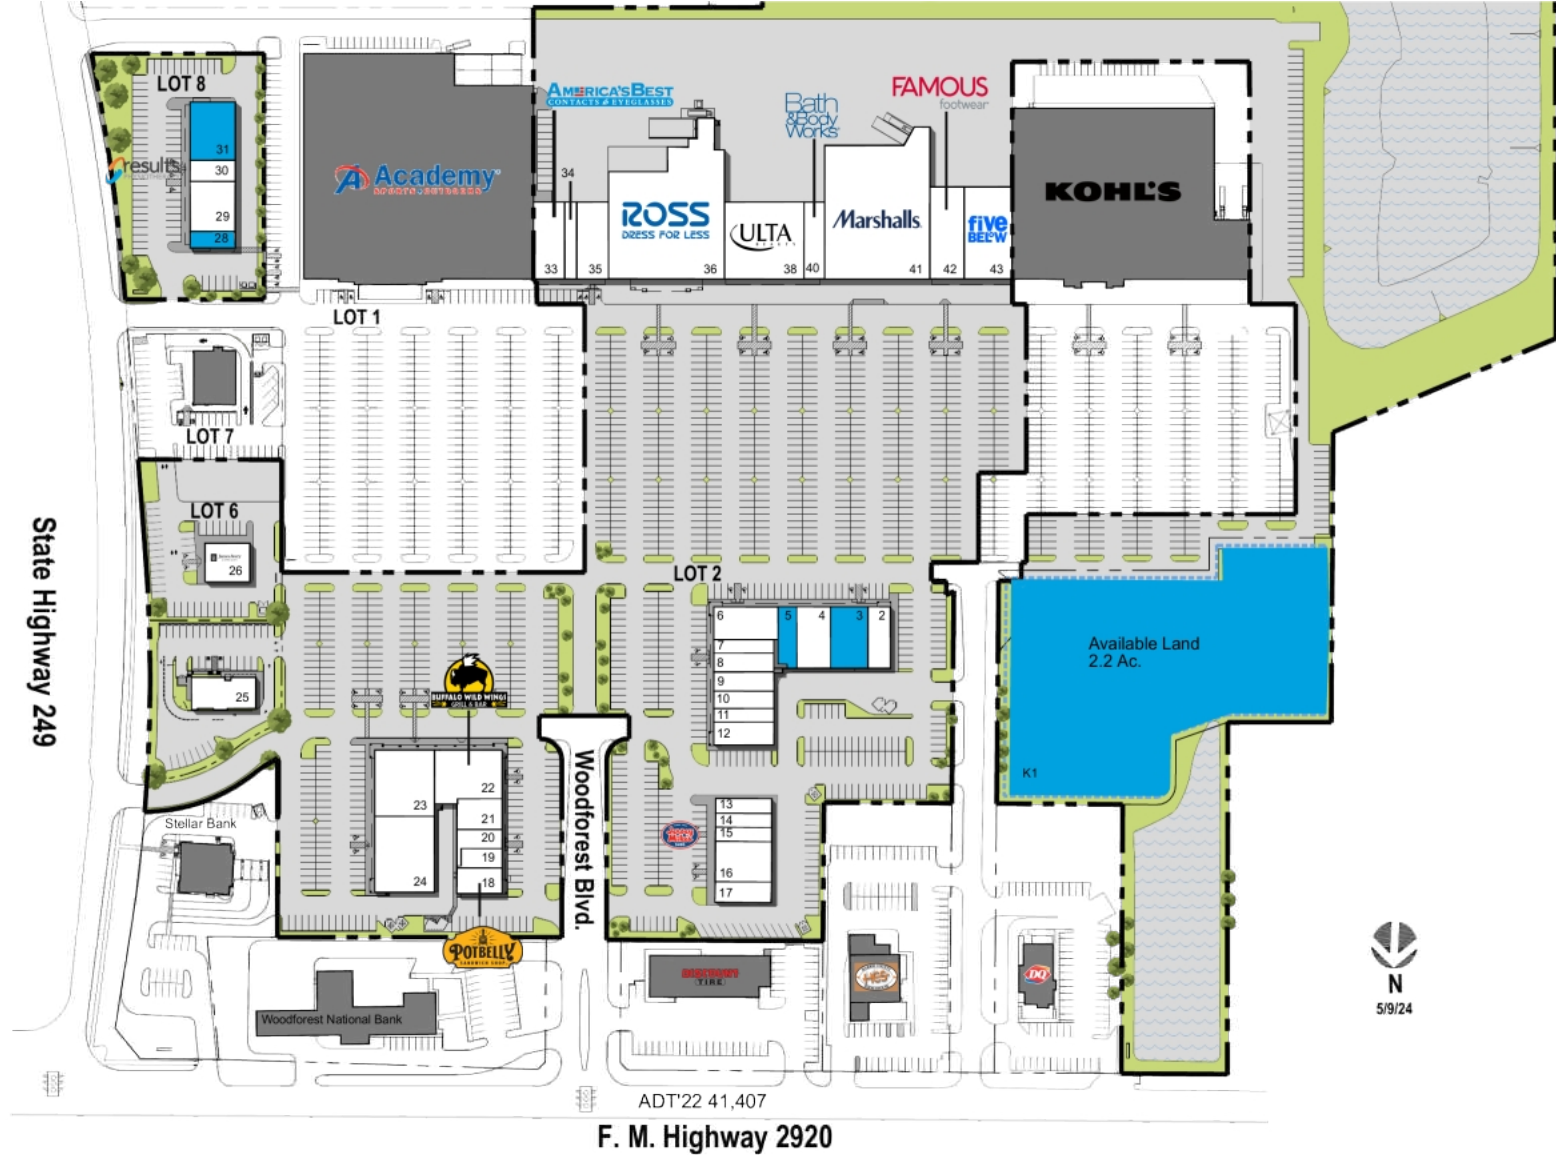 LOT 8
31
30
29
28
results
Academy
SPORTS+OUTDOORS
AMERICA'S BEST
CONTACTS & EYEGLASSES
34
33
35
ROSS
DRESS FOR LESS
36
ULTA
BEAUTY
38
Bath
&Body
Works
40
Marshalls
41
FAMOUS
footwear
42
five
BELOW
43
KOHL'S
LOT 1
LOT 7
LOT 6
26
25
State Highway 249
LOT 2
6
5
4
3
2
7
8
9
10
11
12
Available Land
2.2 Ac.
K1
BUFFALO WILD WINGS
GRILL & BAR
22
23
21
20
19
24
18
Woodforest Blvd.
13
14
15
16
17
Stellar Bank
POTBELLY
SANDWICH SHOP
Woodforest National Bank
DISCOUNT
TIRE
DQ
N
5/9/24
ADT'22 41,407
F. M. Highway 2920